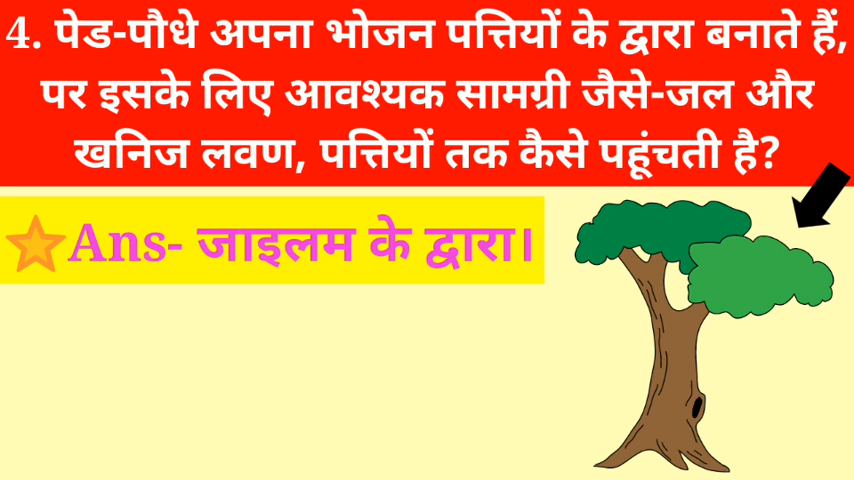 4. पेड-पौधे अपना भोजन पत्तियों के द्वारा बनाते हैं,
पर इसके लिए आवश्यक सामग्री जैसे-जल और
खनिज लवण, पत्तियों तक कैसे पहूंचती है?
Ans- जाइलम के द्वारा।